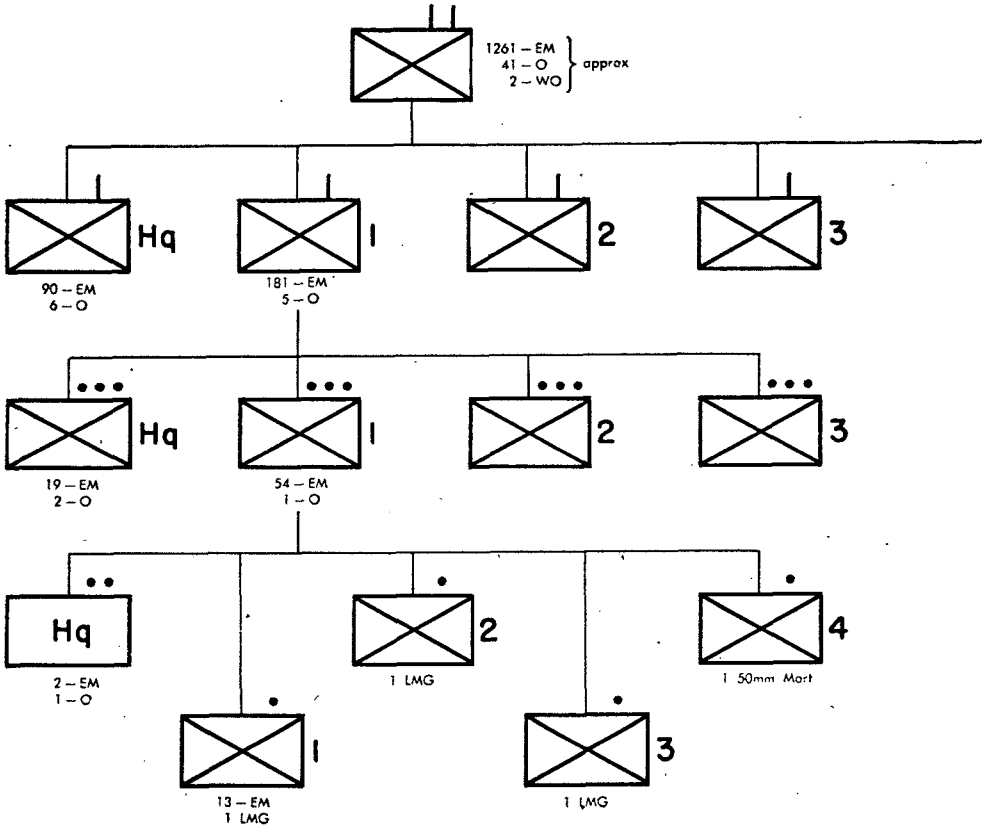 1261 – EM
41 – O
2 – WO
approx
Hq
1
2
3
90 – EM
6 – O
181 – EM
5 – O
Hq
1
2
3
19 – EM
2 – O
54 – EM
1 – O
Hq
2
4
2 – EM
1 – O
1 LMG
1 50mm Mort
1
3
13 – EM
1 LMG
1 LMG